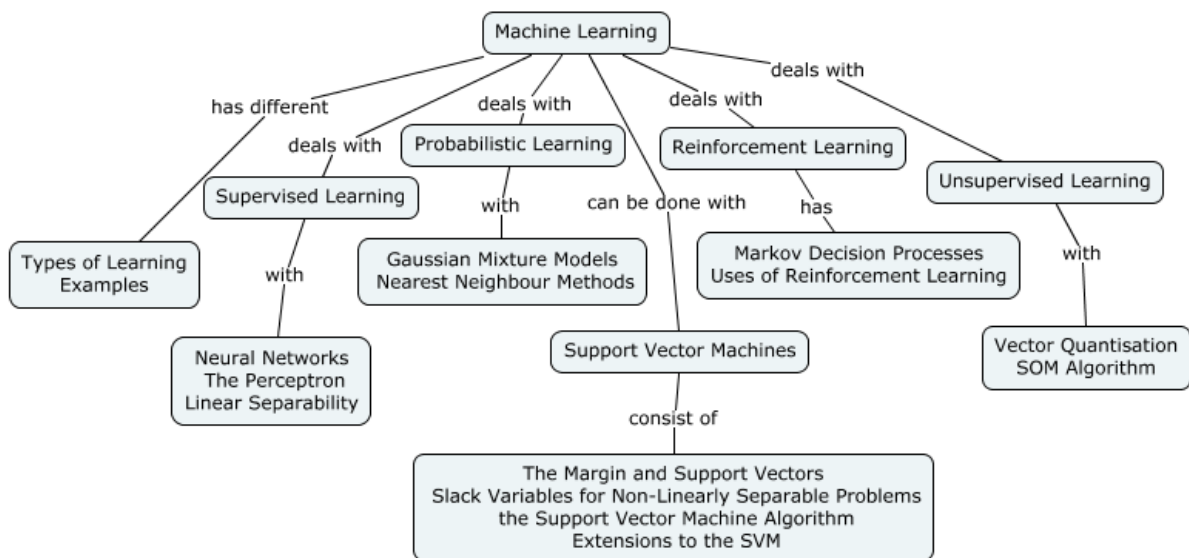 Machine Learning
deals with
has different
deals with
deals with
deals with
Probabilistic Learning
Reinforcement Learning
Supervised Learning
Unsupervised Learning
with
can be done with
has
Types of Learning
Examples
with
Gaussian Mixture Models
Nearest Neighbour Methods
Markov Decision Processes
Uses of Reinforcement Learning
with
Neural Networks
The Perceptron
Linear Separability
Support Vector Machines
Vector Quantisation
SOM Algorithm
consist of
The Margin and Support Vectors
Slack Variables for Non-Linearly Separable Problems
the Support Vector Machine Algorithm
Extensions to the SVM